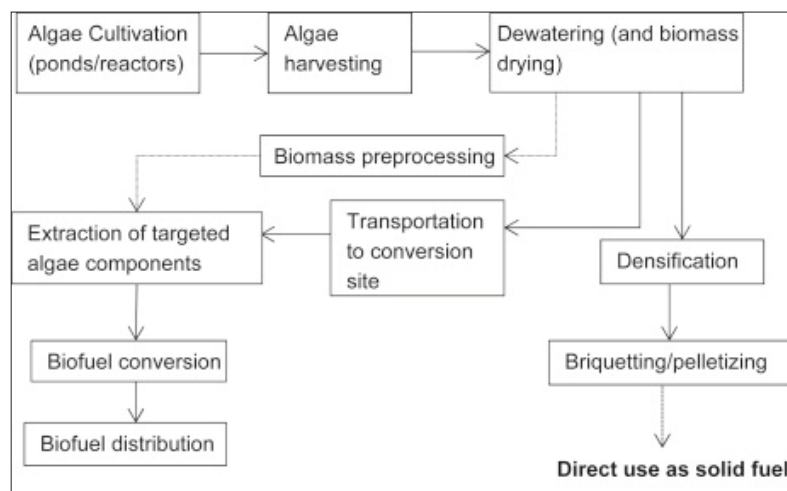 Algae Cultivation
(ponds/reactors)
Algae
harvesting
Dewatering (and biomass
drying)
Biomass preprocessing
Extraction of targeted
algae components
Transportation
to conversion
site
Densification
Biofuel conversion
Briquetting/pelletizing
Biofuel distribution
Direct use as solid fuel